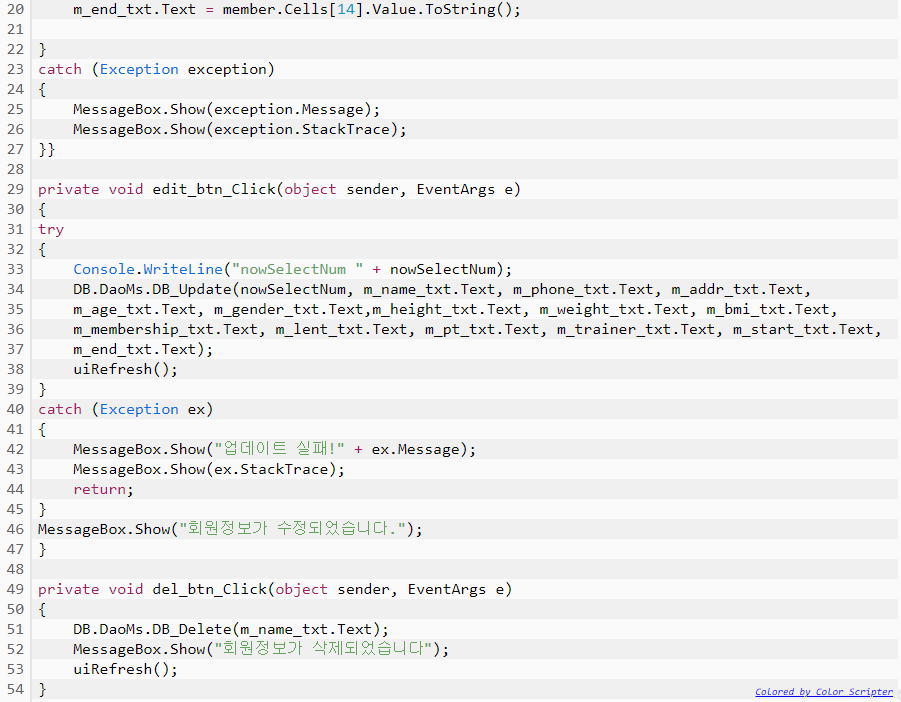 20     m_end_txt.Text = member.Cells[14].Value.ToString();
21
22 }
23 catch (Exception exception)
24 {
25     MessageBox.Show(exception.Message);
26     MessageBox.Show(exception.StackTrace);
27 }}
28
29 private void edit_btn_Click(object sender, EventArgs e)
30 {
31 try
32 {
33     Console.WriteLine("nowSelectNum " + nowSelectNum);
34     DB.DaoMs.DB_Update(nowSelectNum, m_name_txt.Text, m_phone_txt.Text, m_addr_txt.Text,
35     m_age_txt.Text, m_gender_txt.Text,m_height_txt.Text, m_weight_txt.Text, m_bmi_txt.Text,
36     m_membership_txt.Text, m_lent_txt.Text, m_pt_txt.Text, m_trainer_txt.Text, m_start_txt.Text,
37     m_end_txt.Text);
38     uiRefresh();
39 }
40 catch (Exception ex)
41 {
42     MessageBox.Show("업데이트 실패!" + ex.Message);
43     MessageBox.Show(ex.StackTrace);
44     return;
45 }
46 MessageBox.Show("회원정보가 수정되었습니다.");
47 }
48
49 private void del_btn_Click(object sender, EventArgs e)
50 {
51     DB.DaoMs.DB_Delete(m_name_txt.Text);
52     MessageBox.Show("회원정보가 삭제되었습니다");
53     uiRefresh();
54 }
Colored by Color Scripter